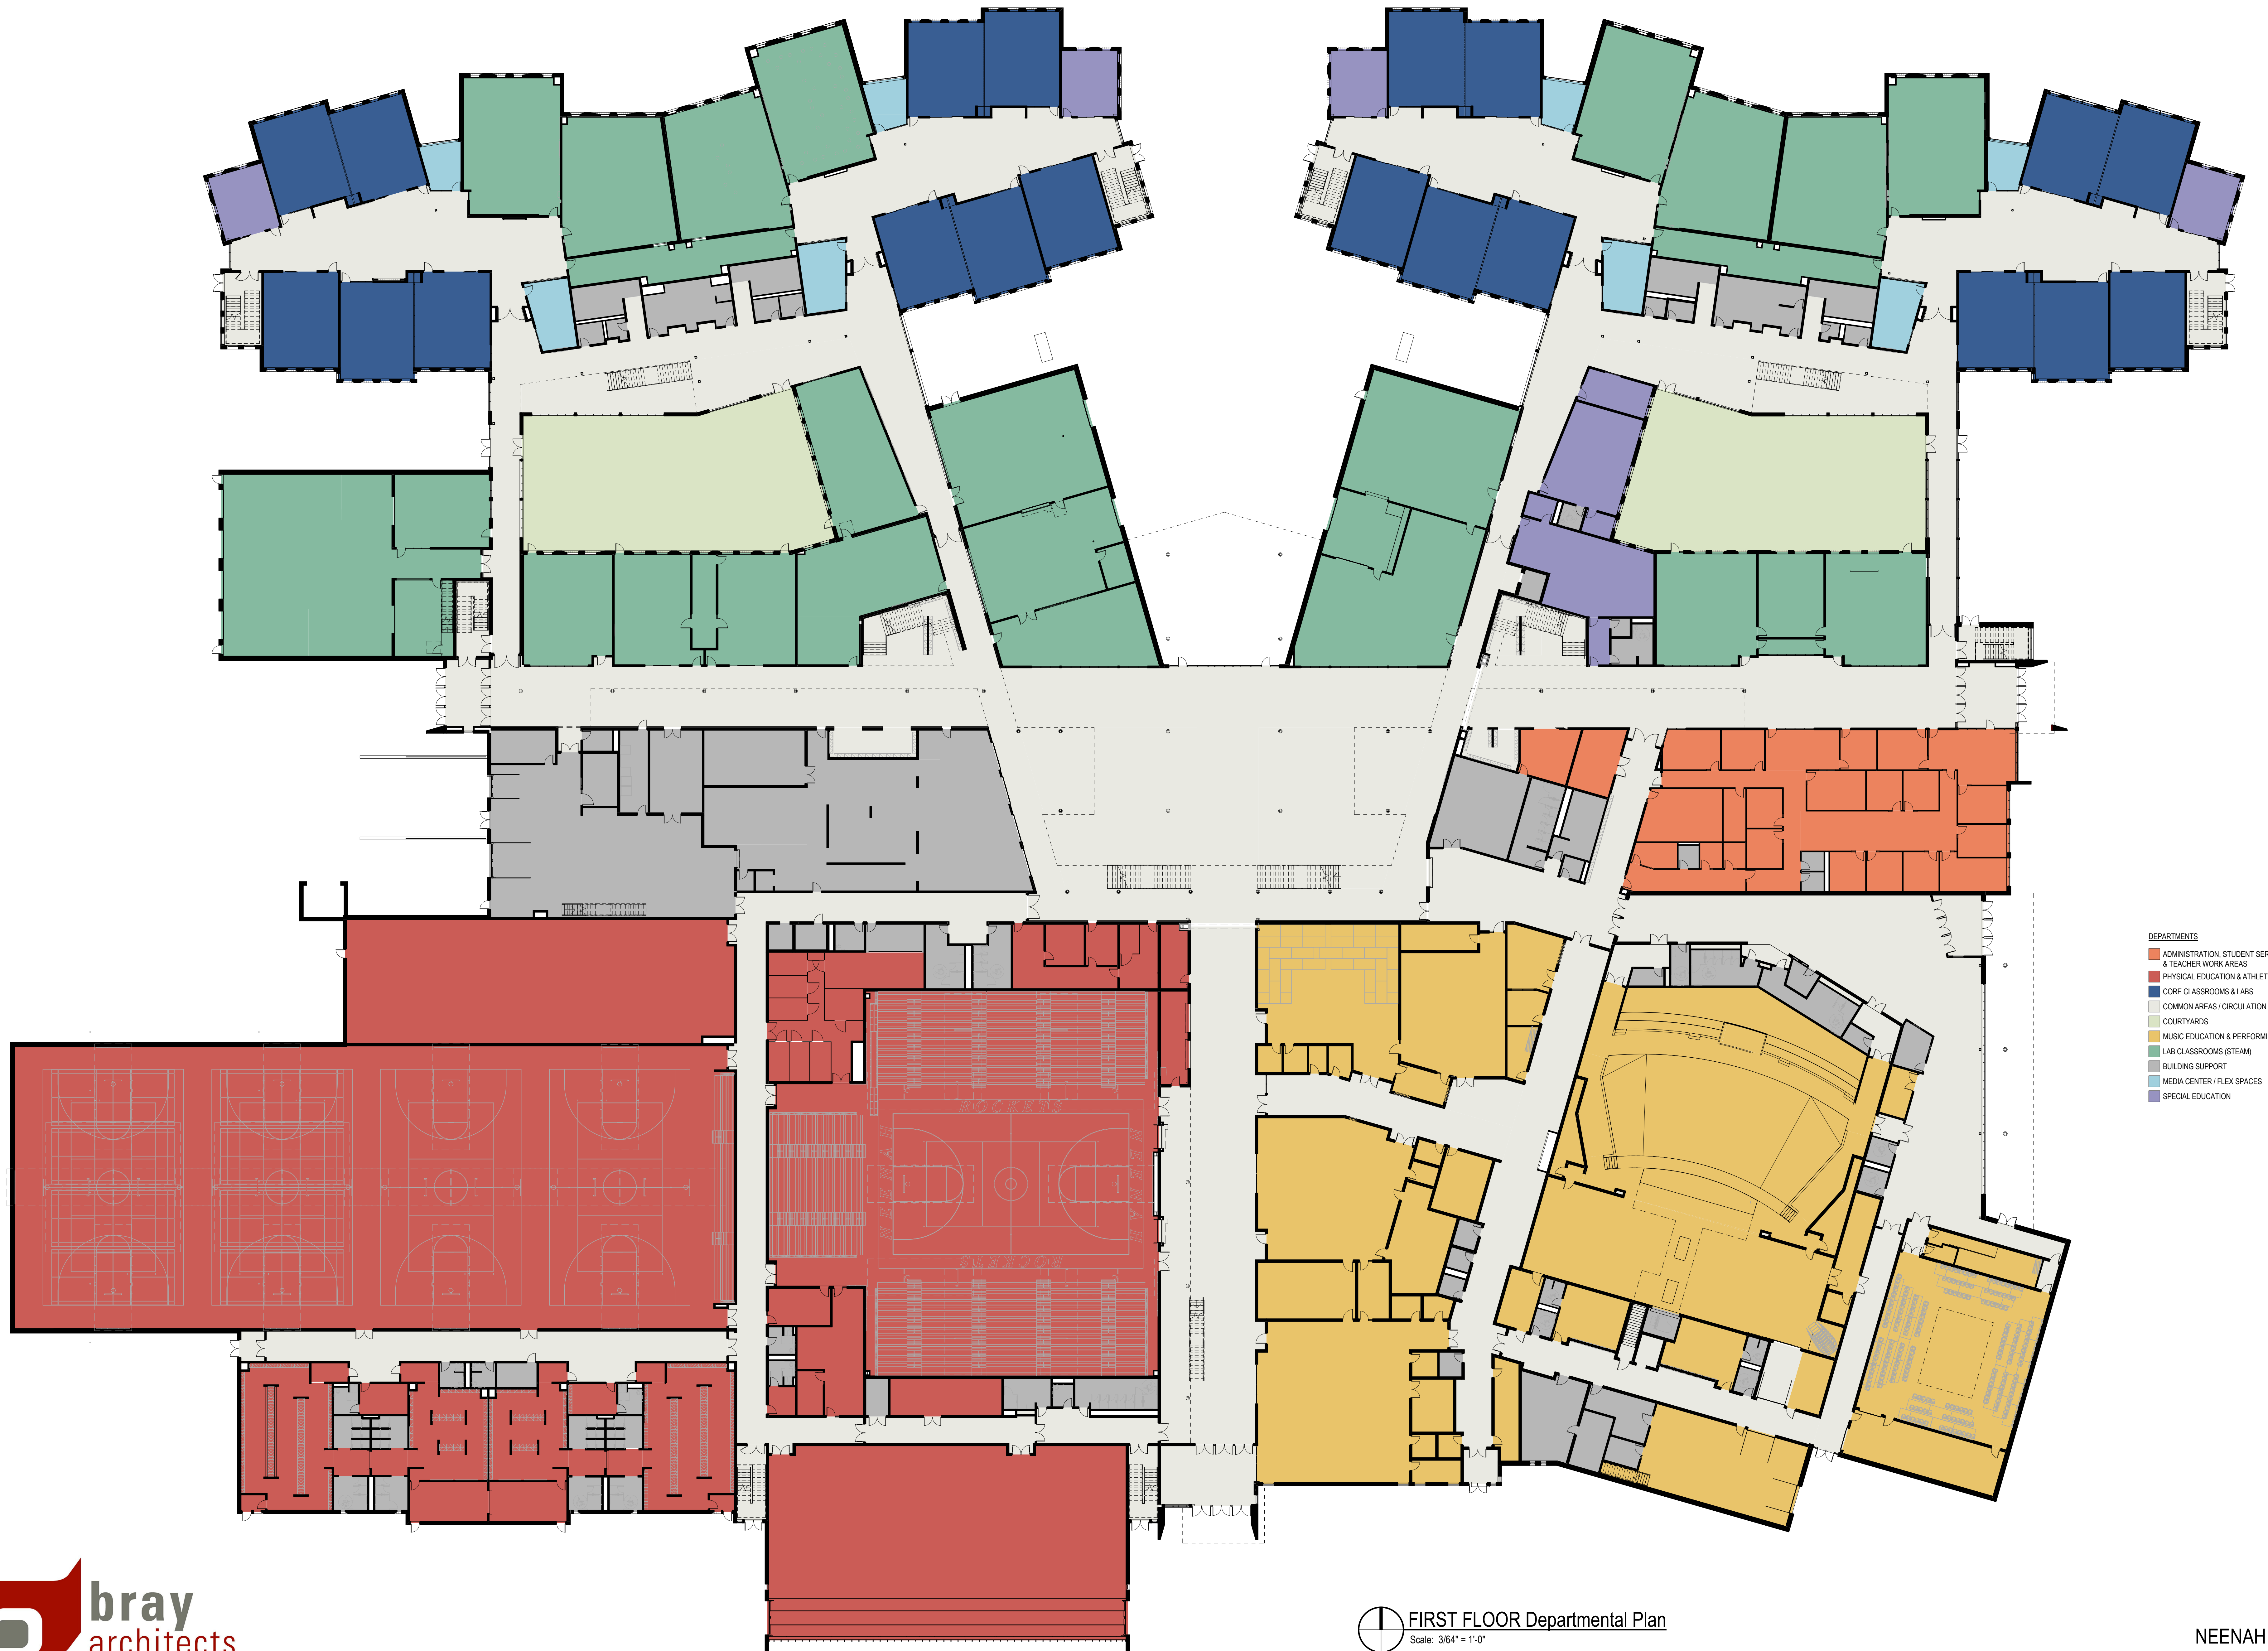 ROCKETS
NEENAH
NEENAH
ROCKETS
DEPARTMENTS
ADMINISTRATION, STUDENT SER
& TEACHER WORK AREAS
PHYSICAL EDUCATION & ATHLET
CORE CLASSROOMS & LABS
COMMON AREAS / CIRCULATION
COURTYARDS
MUSIC EDUCATION & PERFORMI
LAB CLASSROOMS (STEAM)
BUILDING SUPPORT
MEDIA CENTER / FLEX SPACES
SPECIAL EDUCATION
bray
architects
FIRST FLOOR Departmental Plan
Scale: 3/64" = 1'-0"
NEENAH